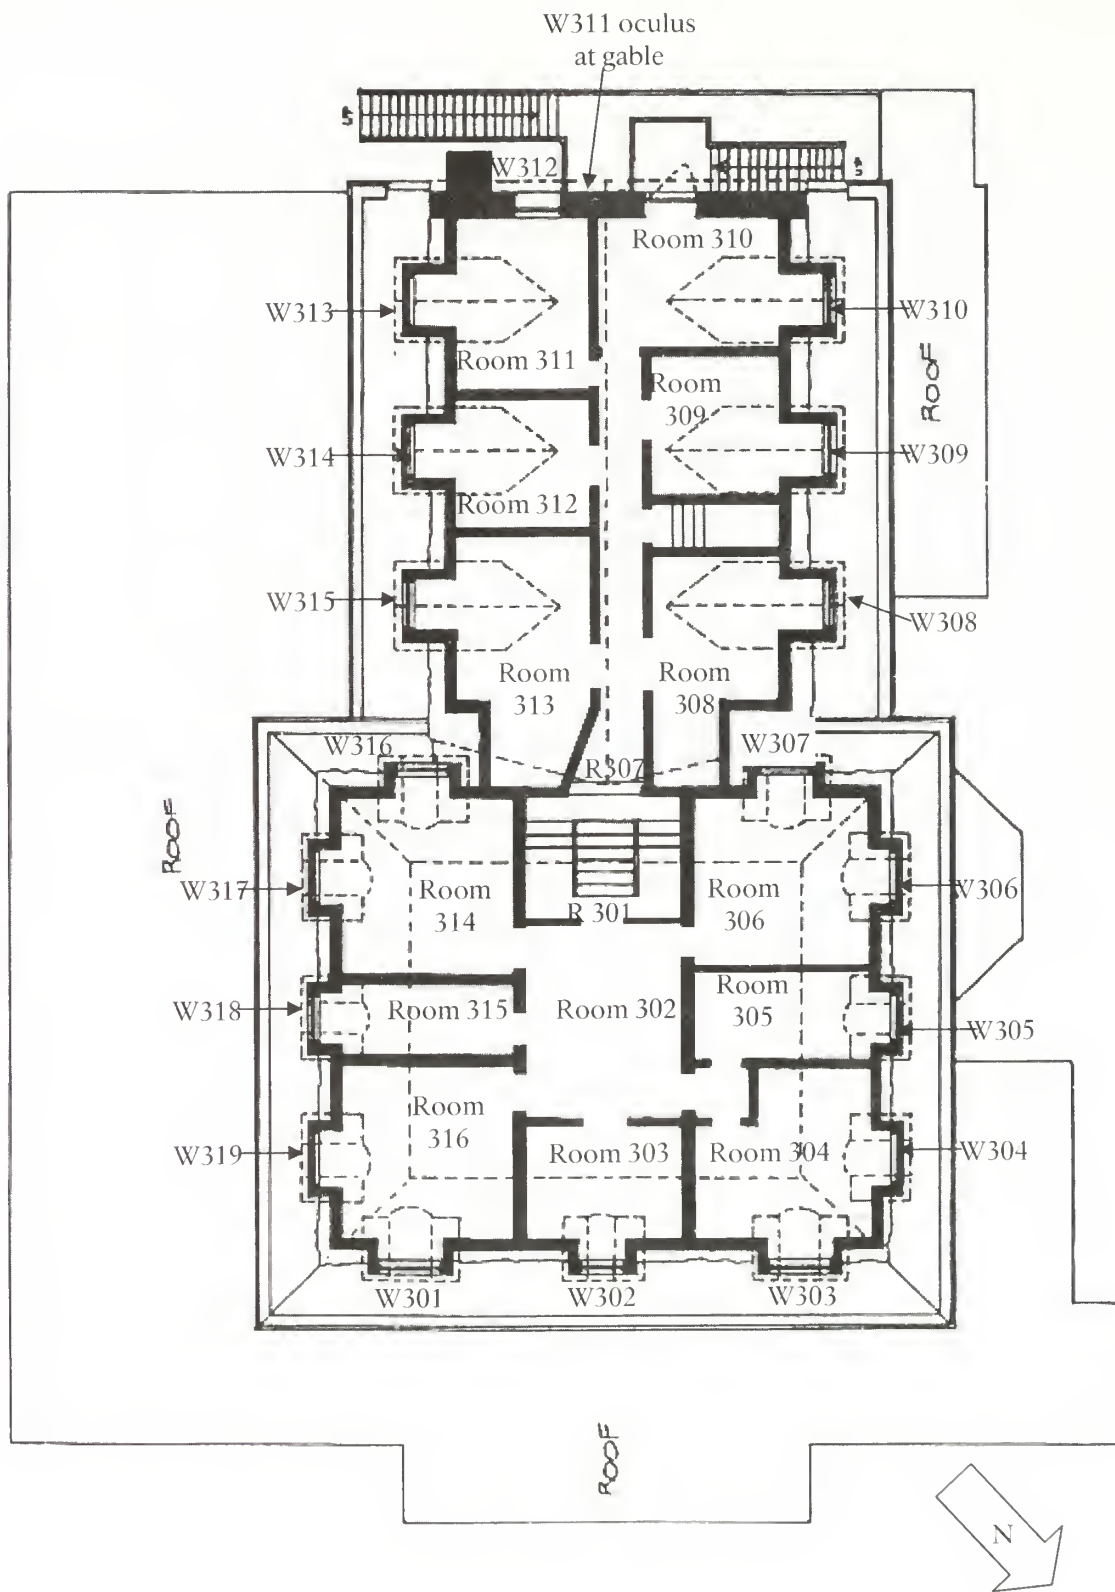 W311 oculus
at gable
UP
W312
UP
Room 310
W313
W310
Room 311
Room
309
ROOF
W314
W309
Room 312
W315
W308
Room
313
Room
308
W316
W307
R307
ROOF
W317
Room
314
R 301
Room
306
W306
W318
Room 315
Room 302
Room
305
W305
Room
316
W319
Room 303
Room 304
W304
W301
W302
W303
ROOF
N